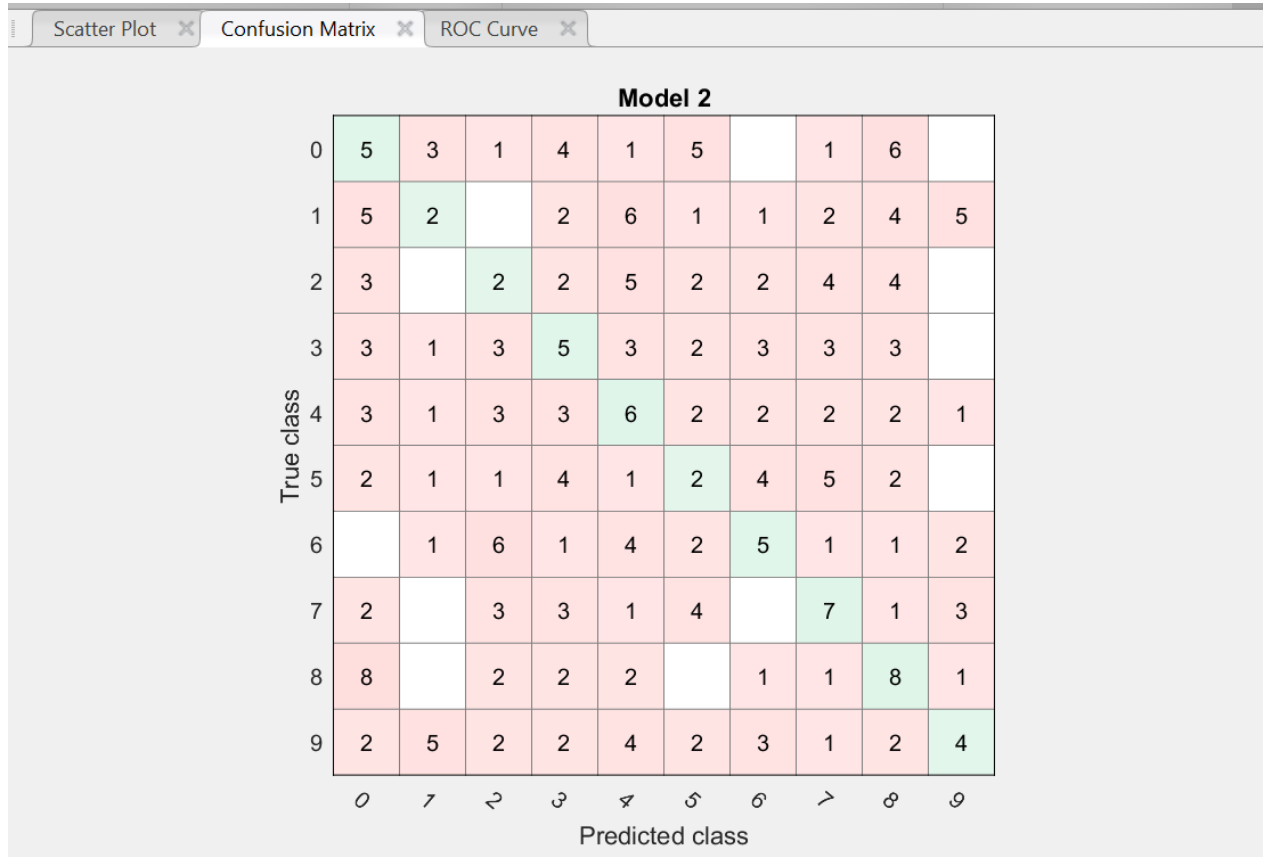 Scatter Plot Confusion Matrix ROC Curve
Model 2
0 5 3 1 4 1 5 1 6
1 5 2 2 6 1 1 2 4 5
2 3 2 2 5 2 2 4 4
3 3 1 3 5 3 2 3 3 3
4 3 1 3 3 6 2 2 2 2 1
5 2 1 1 4 1 2 4 5 2
6 1 6 1 4 2 5 1 1 2
7 2 3 3 1 4 7 1 3
8 8 2 2 2 1 1 8 1
9 2 5 2 2 4 2 3 1 2 4
True class
0 1 2 3 4 5 6 7 8 9
Predicted class